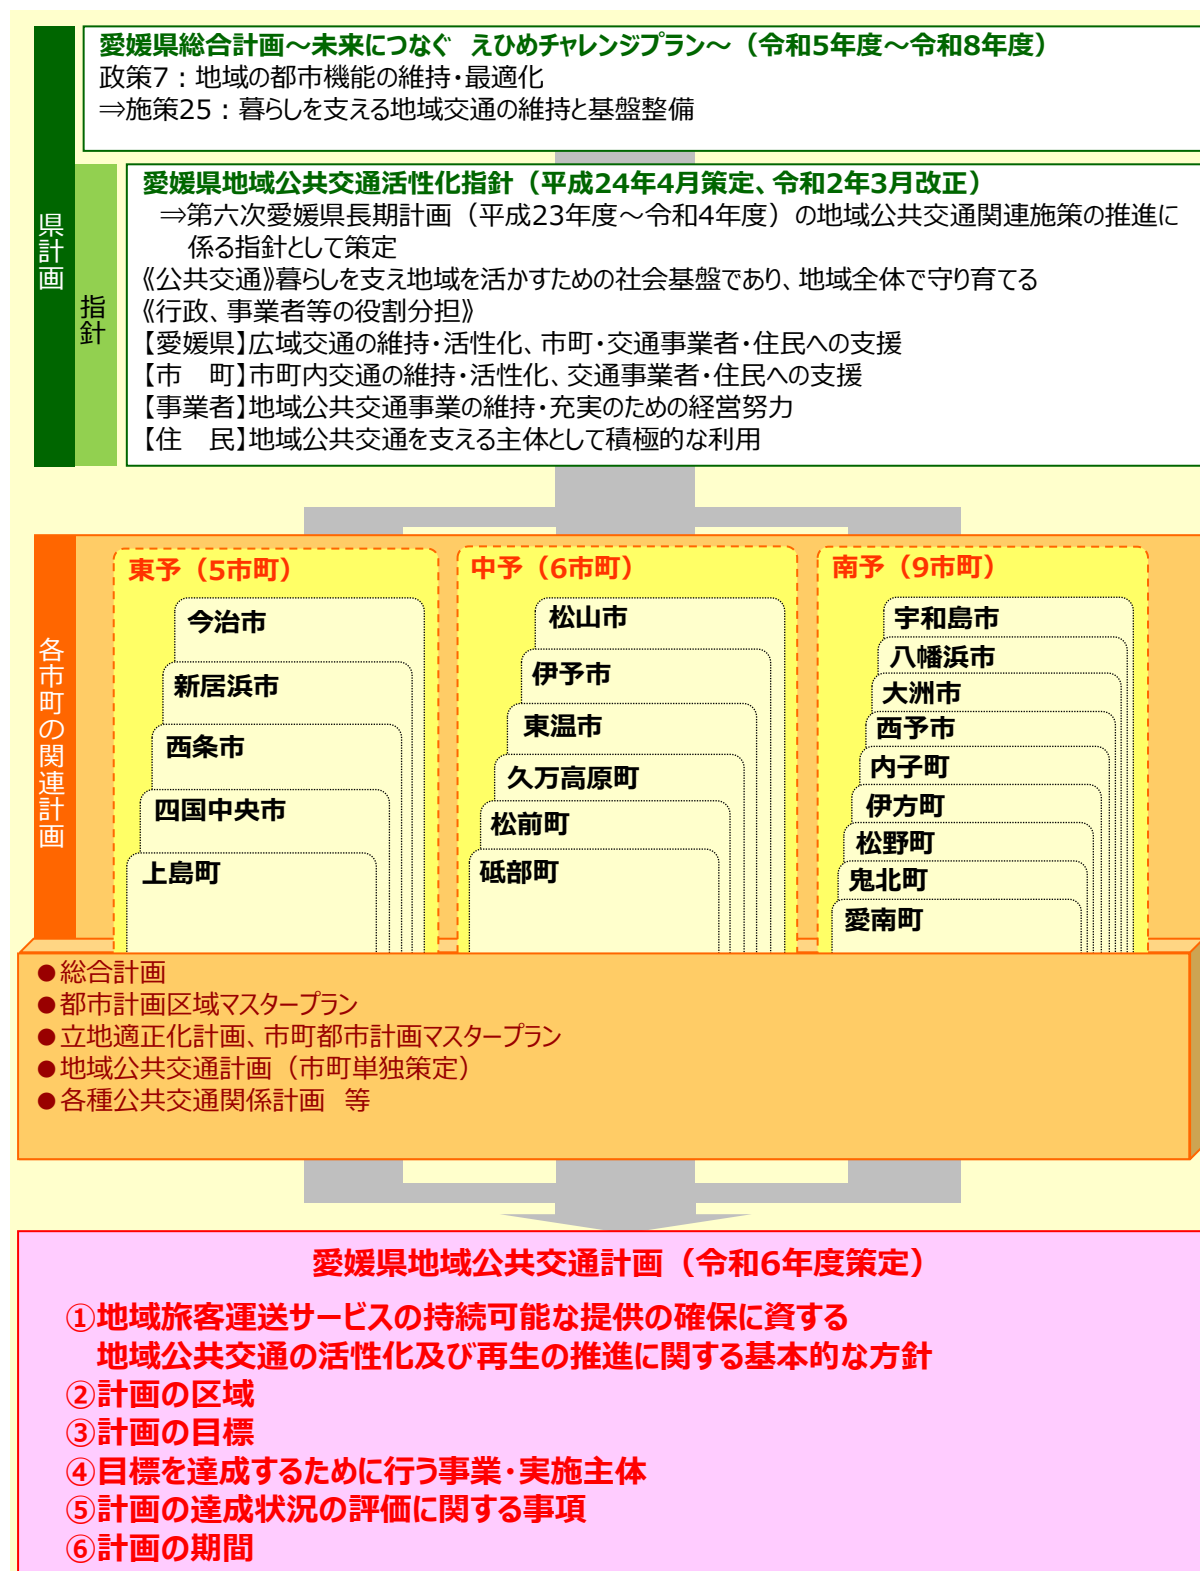 愛媛県総合計画～未来につなぐ えひめチャレンジプラン～（令和5年度～令和8年度）
政策7：地域の都市機能の維持・最適化
⇒施策25：暮らしを支える地域交通の維持と基盤整備
県計画
指針
愛媛県地域公共交通活性化指針（平成24年4月策定、令和2年3月改正）
⇒第六次愛媛県長期計画（平成23年度～令和4年度）の地域公共交通関連施策の推進に
係る指針として策定
《公共交通》暮らしを支え地域を活かすための社会基盤であり、地域全体で守り育てる
《行政、事業者等の役割分担》
【愛媛県】広域交通の維持・活性化、市町・交通事業者・住民への支援
【市　町】市町内交通の維持・活性化、交通事業者・住民への支援
【事業者】地域公共交通事業の維持・充実のための経営努力
【住　民】地域公共交通を支える主体として積極的な利用
各市町の関連計画
東予（5市町）
今治市
新居浜市
西条市
四国中央市
上島町
中予（6市町）
松山市
伊予市
東温市
久万高原町
松前町
砥部町
南予（9市町）
宇和島市
八幡浜市
大洲市
西予市
内子町
伊方町
松野町
鬼北町
愛南町
●総合計画
●都市計画区域マスタープラン
●立地適正化計画、市町都市計画マスタープラン
●地域公共交通計画（市町単独策定）
●各種公共交通関係計画　等
愛媛県地域公共交通計画（令和6年度策定）
①地域旅客運送サービスの持続可能な提供の確保に資する
地域公共交通の活性化及び再生の推進に関する基本的な方針
②計画の区域
③計画の目標
④目標を達成するために行う事業・実施主体
⑤計画の達成状況の評価に関する事項
⑥計画の期間